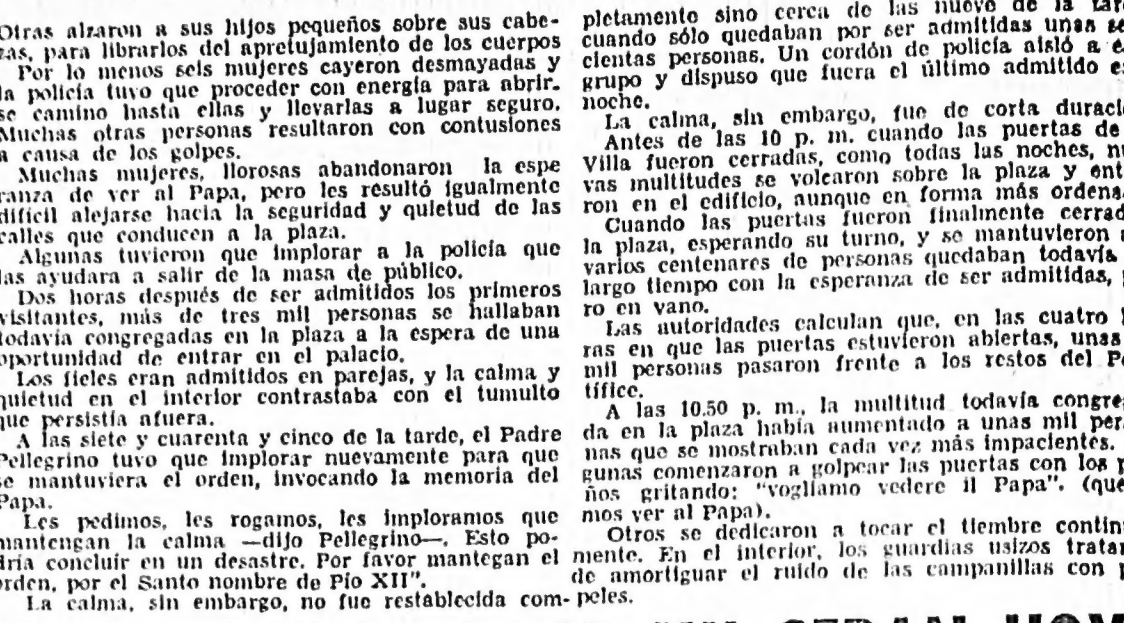 Otras alzaron a sus hijos pequeños sobre sus cabe-
zas, para librarlos del apretujamiento de los cuerpos
Por lo menos seis mujeres cayeron desmayadas y
la policía tuvo que proceder con energía para abrir-
se camino hasta ellas y llevarlas a lugar seguro.
Muchas otras personas resultaron con contusiones
a causa de los golpes.
Muchas mujeres, llorosas abandonaron la espe
ranza de ver al Papa, pero les resultó igualmente
difícil alejarse hacia la seguridad y quietud de las
calles que conducen a la plaza.
Algunas tuvieron que implorar a la policía que
las ayudara a salir de la masa de público.
Dos horas después de ser admitidos los primeros
visitantes, más de tres mil personas se hallaban
todavía congregadas en la plaza a la espera de una
oportunidad de entrar en el palacio.
Los fieles eran admitidos en parejas, y la calma y
quietud en el interior contrastaba con el tumulto
que persistía afuera.
A las siete y cuarenta y cinco de la tarde, el Padre
Pellegrino tuvo que implorar nuevamente para que
se mantuviera el orden, invocando la memoria del
Papa.
Les pedimos, les rogamos, les imploramos que
mantengan la calma —dijo Pellegrino—. Esto po-
dría concluir en un desastre. Por favor mantegan el
orden, por el Santo nombre de Pío XII".
La calma, sin embargo, no fue restablecida com-
pletamente sino cerca de las nueve de la tar
cuando sólo quedaban por ser admitidas unas se
cientas personas. Un cordón de policía aisló a e
grupo y dispuso que fuera el último admitido e
noche.
La calma, sin embargo, fue de corta duraci
Antes de las 10 p. m. cuando las puertas de
Villa fueron cerradas, como todas las noches, nu
vas multitudes se volcaron sobre la plaza y ent
ron en el edificio, aunque en forma más ordena
Cuando las puertas fueron finalmente cerrad
la plaza, esperando su turno, y se mantuvieron
varios centenares de personas quedaban todavía
largo tiempo con la esperanza de ser admitidas,
ro en vano.
Las autoridades calculan que, en las cuatro
ras en que las puertas estuvieron abiertas, unas
mil personas pasaron frente a los restos del Po
tífice.
A las 10.50 p. m., la multitud todavía congre
da en la plaza había aumentado a unas mil per
nas que se mostraban cada vez más impacientes.
gunas comenzaron a golpear las puertas con los p
ños gritando: "vogliamo vedere il Papa". (que
mos ver al Papa).
Otros se dedicaron a tocar el tiembre contin
mente. En el interior, los guardias usizos trata
de amortiguar el ruido de las campanillas con p
peles.